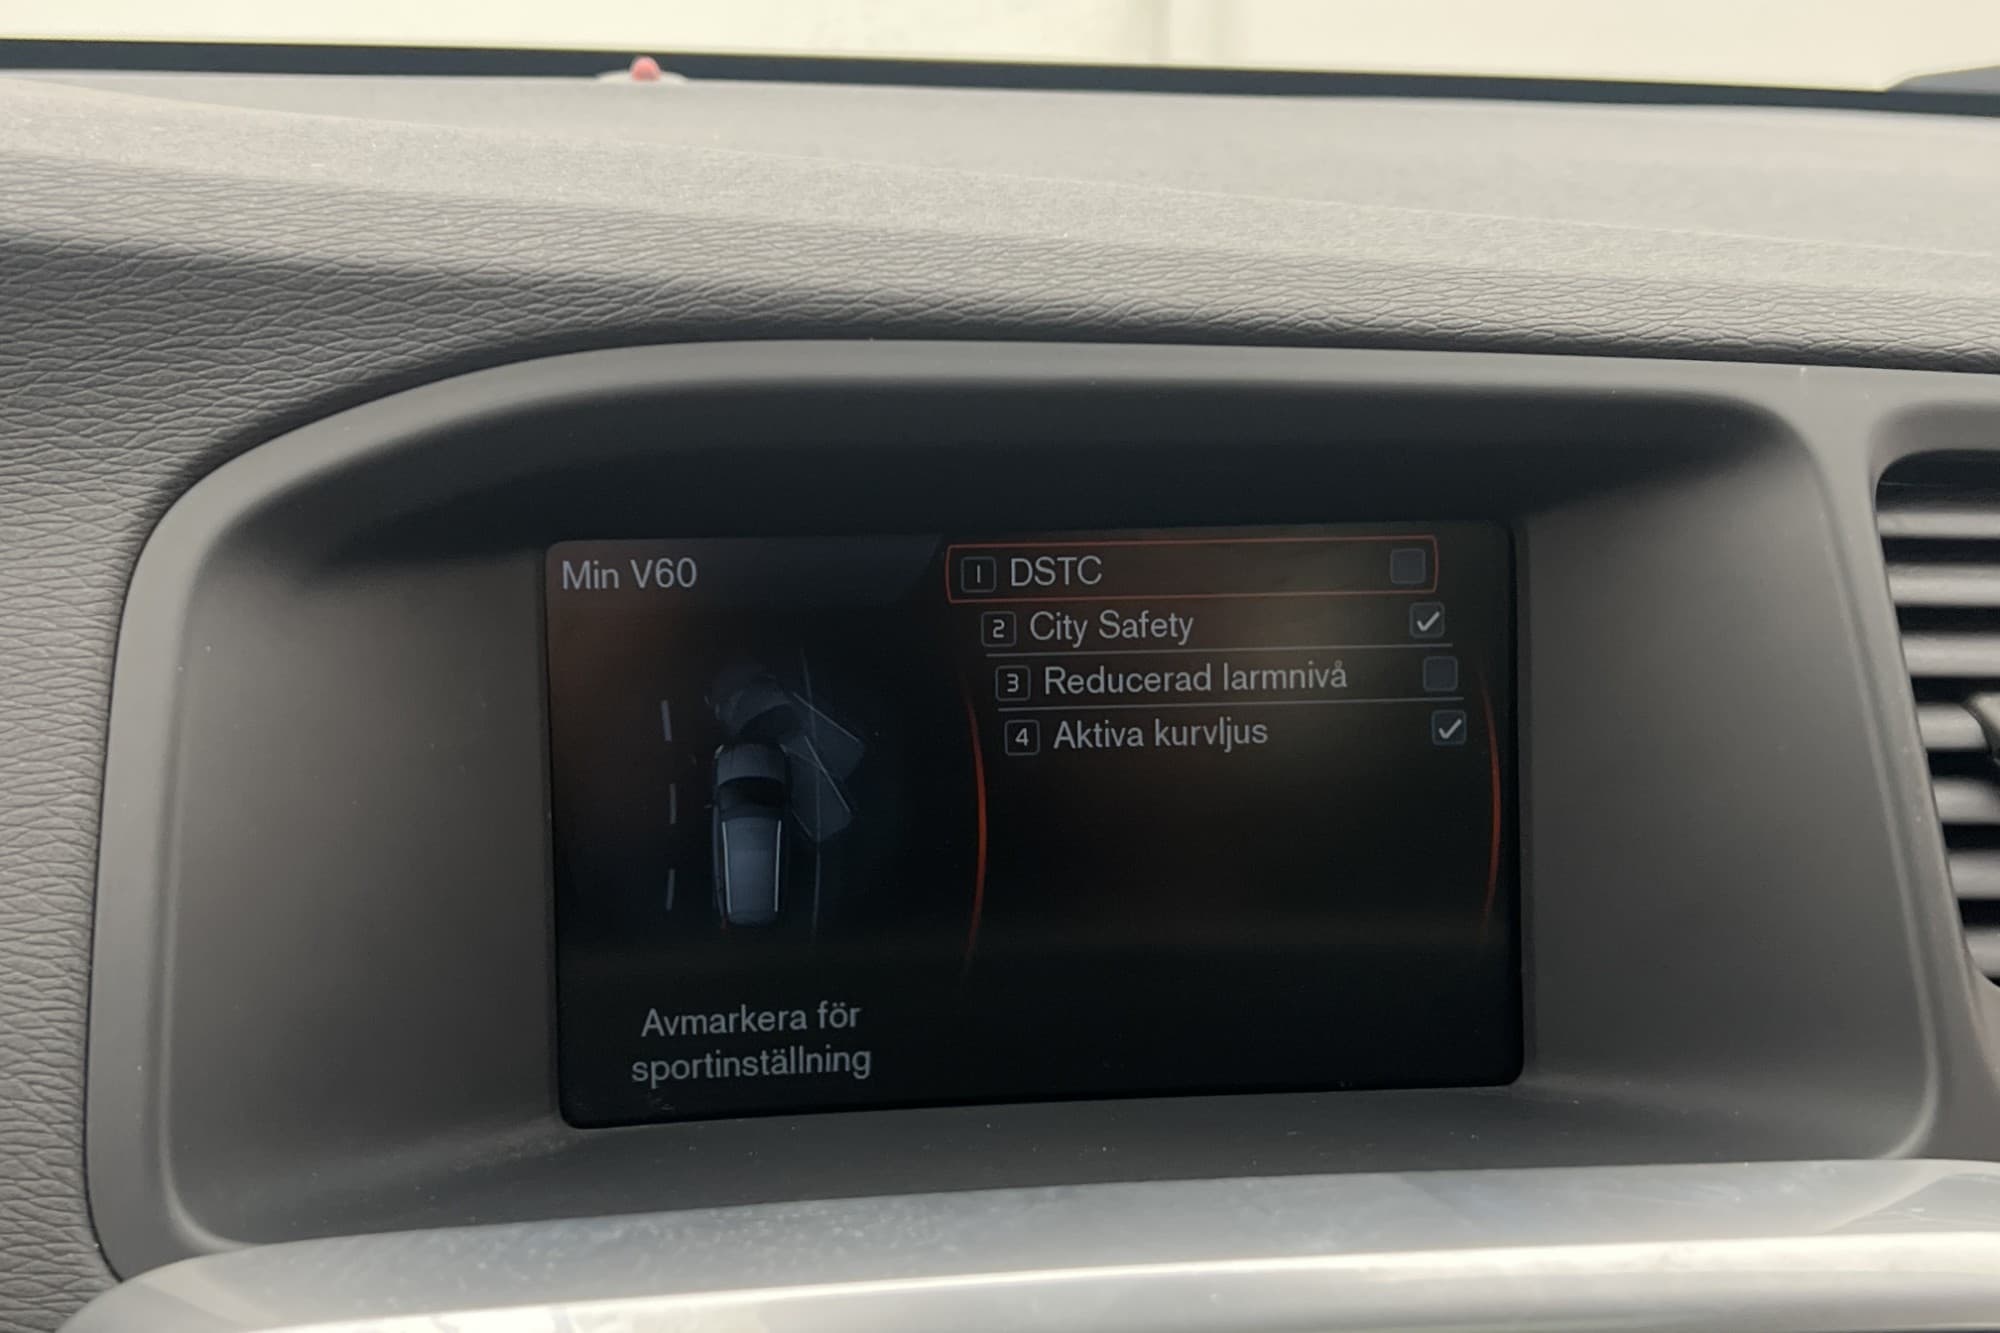 Min V60
1 DSTC
2 City Safety
3 Reducerad larmnivå
4 Aktiva kurvljus
Avmarkera för
sportinställning